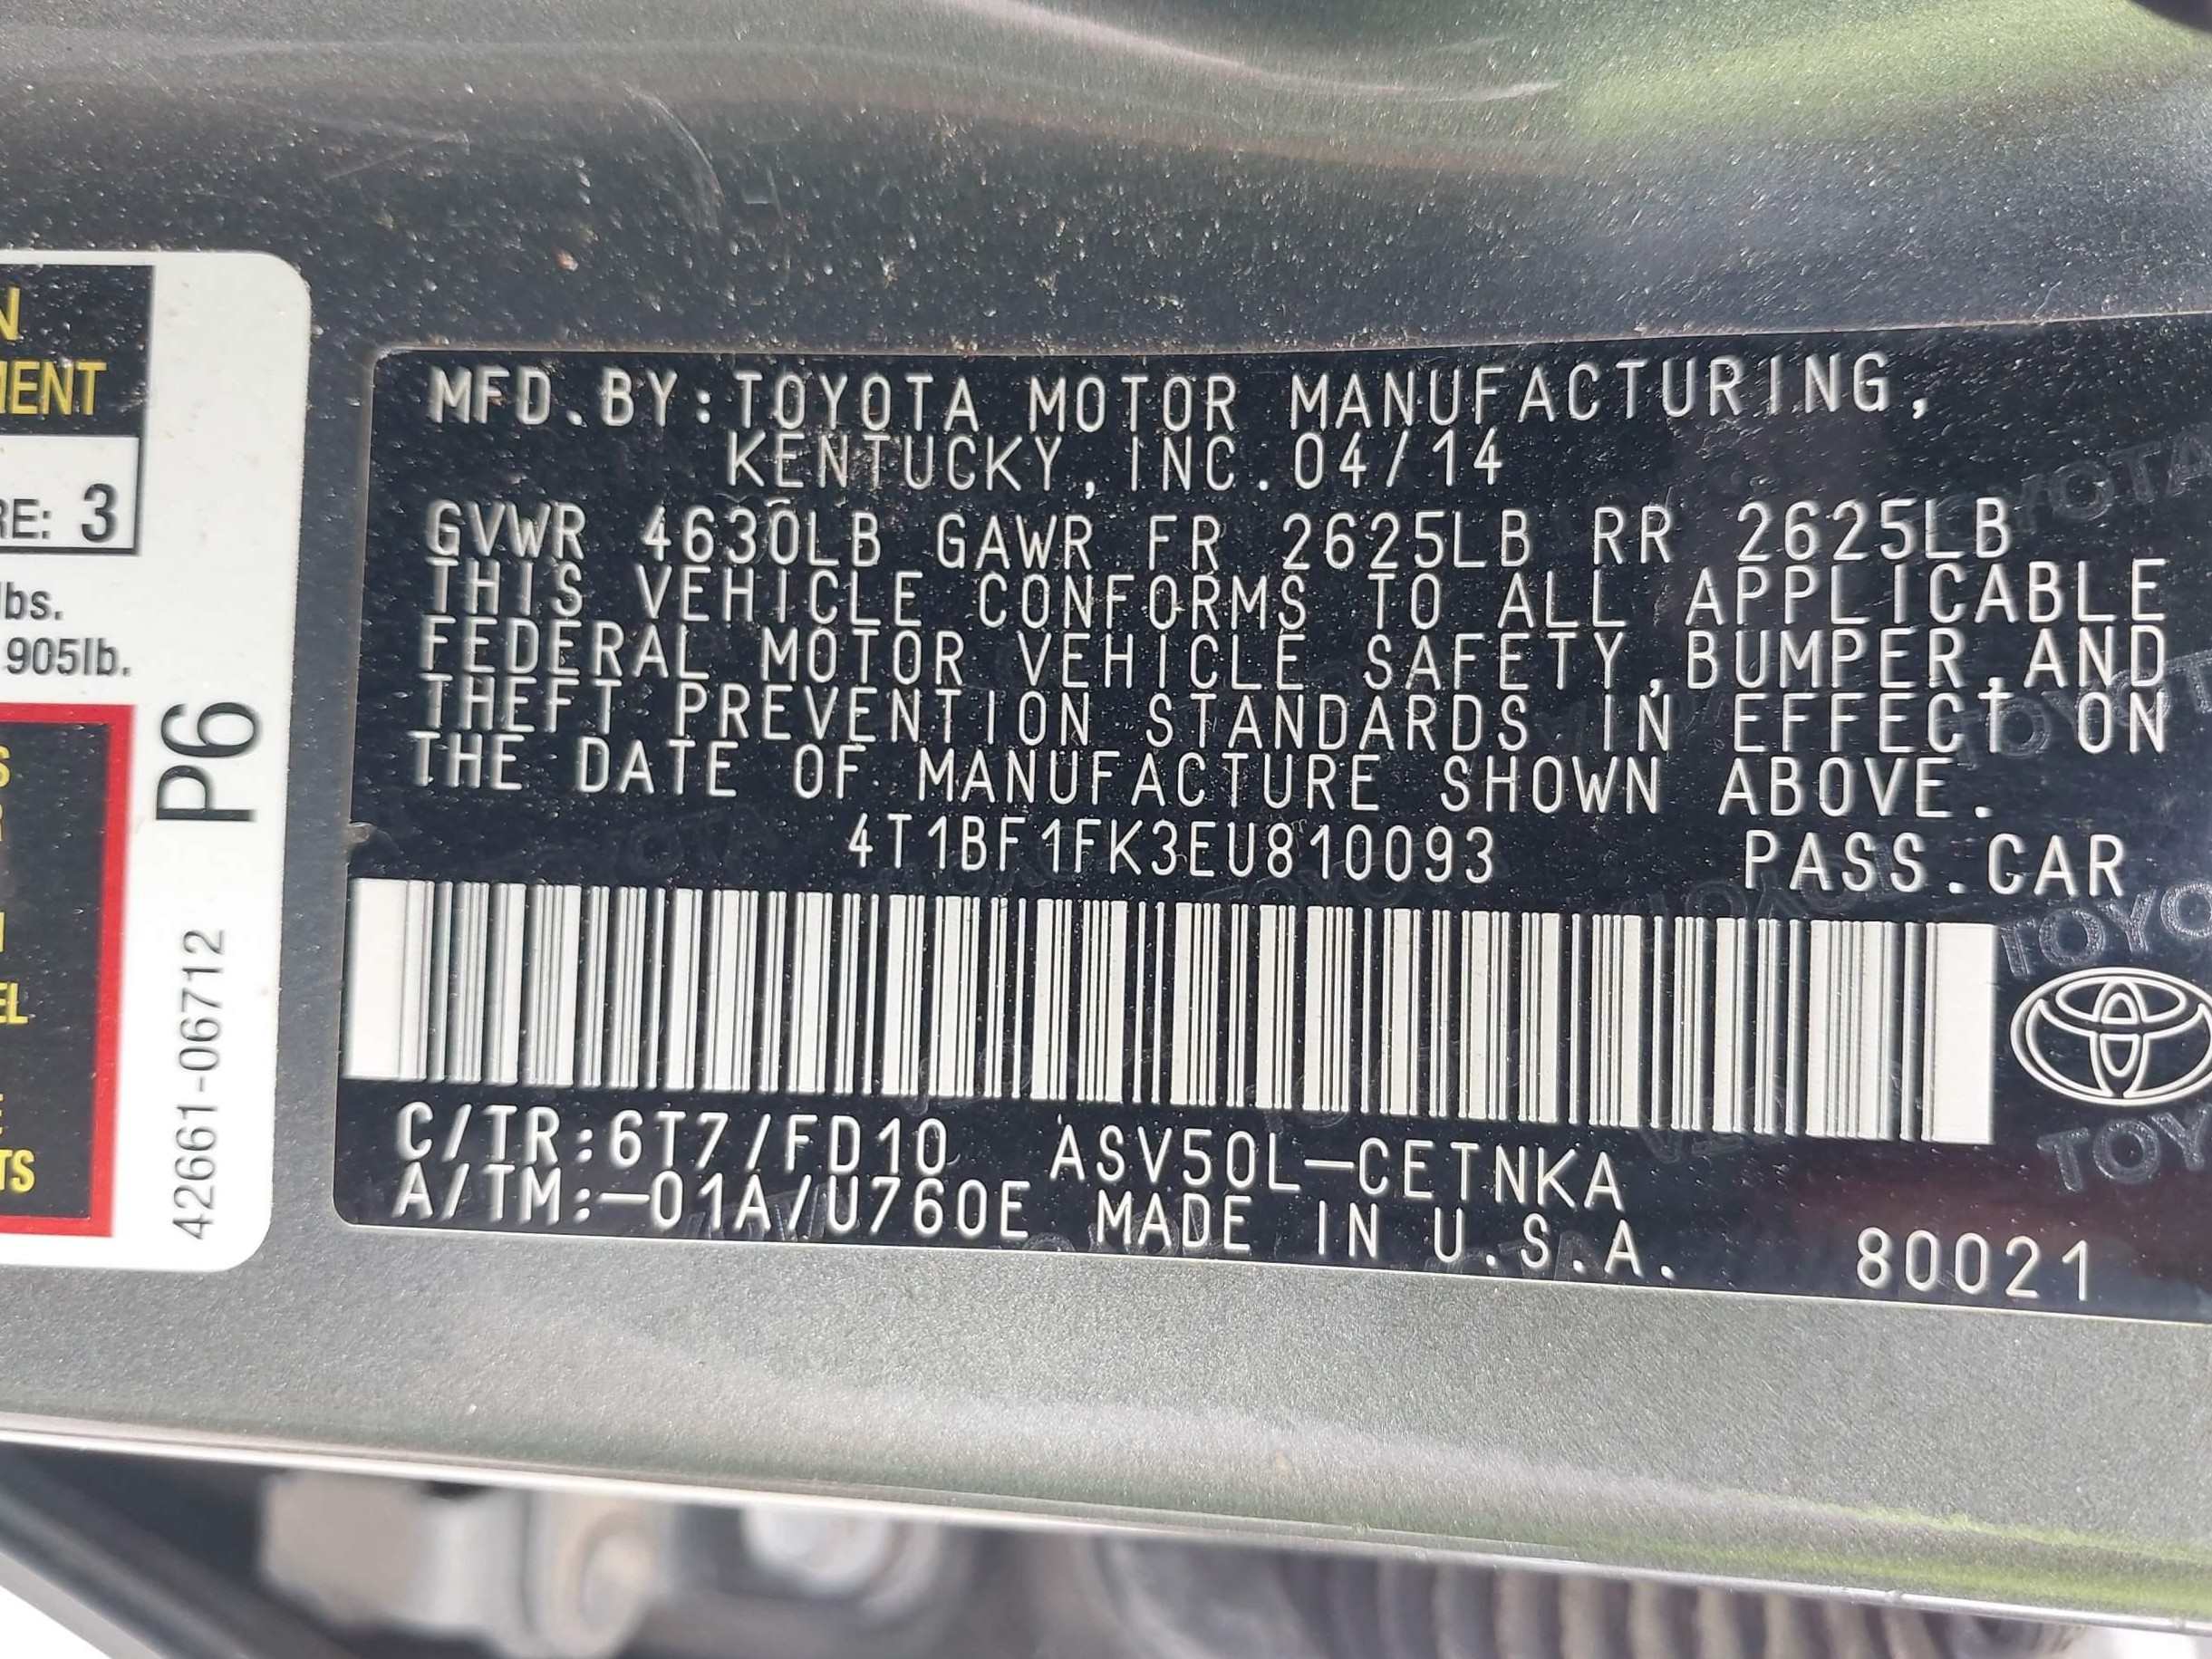 N
MENT
RE: 3
lbs.
905lb.
S
EL
TS
P6
42661-06712
MFD.BY:TOYOTA MOTOR MANUFACTURING,
KENTUCKY,INC.04/14
GVWR 4630LB GAWR FR 2625LB RR 2625LB
THIS VEHICLE CONFORMS TO ALL APPLICABLE
FEDERAL MOTOR VEHICLE SAFETY,BUMPER,AND
THEFT PREVENTION STANDARDS IN EFFECT ON
THE DATE OF MANUFACTURE SHOWN ABOVE.
4T1BF1FK3EU810093 PASS.CAR
C/TR:6T7/FD10 ASV50L-CETNKA
A/TM:-01A/U760E MADE IN U.S.A. 80021